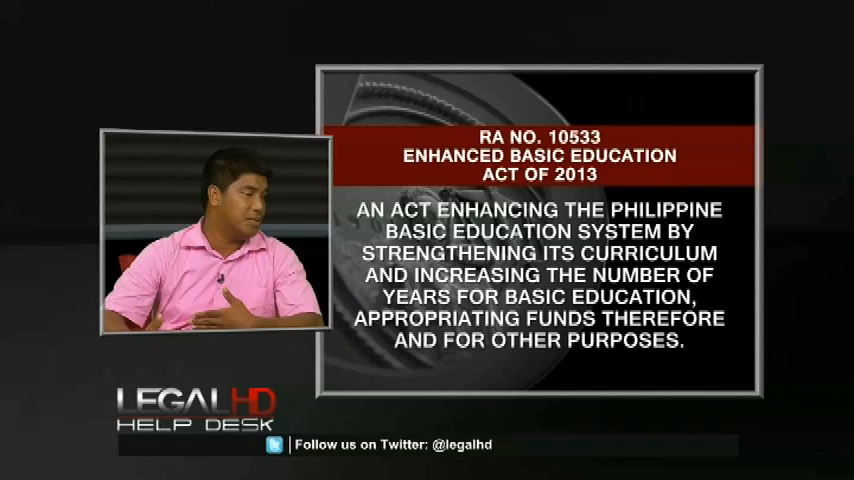 RA NO. 10533
ENHANCED BASIC EDUCATION
ACT OF 2013
AN ACT ENHANCING THE PHILIPPINE
BASIC EDUCATION SYSTEM BY
STRENGTHENING ITS CURRICULUM
AND INCREASING THE NUMBER OF
YEARS FOR BASIC EDUCATION,
APPROPRIATING FUNDS THEREFORE
AND FOR OTHER PURPOSES.
LEGALHD
HELP DESK
Follow us on Twitter: @legalhd